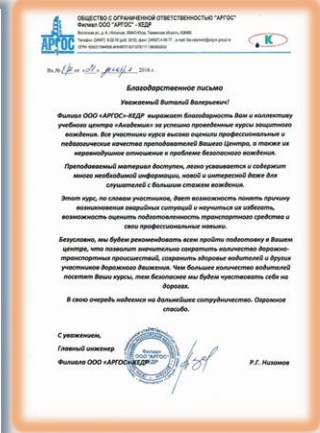 ОБЩЕСТВО С ОГРАНИЧЕННОЙ ОТВЕТСТВЕННОСТЬЮ "АРГОС"
Филиал ООО "АРГОС" - КЕДР
АРГОС
К
2016 г.
Благодарственное письмо
Уважаемый Виталий Валерьевич!
Филиал ООО «АРГОС»-КЕДР выражает благодарность Вам и коллективу
учебного центра «Академия» за успешно проведенные курсы защитного
вождения. Все участники курса высоко оценили профессиональные и
педагогические качества преподавателей Вашего Центра, а также их
неравнодушное отношение к проблеме безопасного вождения.
Преподаваемый материал доступен, легко усваивается и содержит
много необходимой информации, новой и интересной даже для
слушателей с большим стажем вождения.
Этот курс, по словам участников, дает возможность понять причину
возникновения аварийных ситуаций и научиться их избегать,
возможность оценить подготовленность транспортного средства и
свои профессиональные навыки.
Безусловно, мы будем рекомендовать всем пройти подготовку в Вашем
центре, что позволит значительно сократить количество дорожно-
транспортных происшествий, сохранить здоровье водителей и других
участников дорожного движения. Чем большее количество водителей
посетят Ваши курсы, тем безопаснее мы будем чувствовать себя на
дорогах.
В свою очередь надеемся на дальнейшее сотрудничество. Огромное
спасибо.
С уважением,
Главный инженер
Филиала ООО «АРГОС»-КЕДР
Р.Г. Низамов
Филиал
ООО "АРГОС"
КЕДР